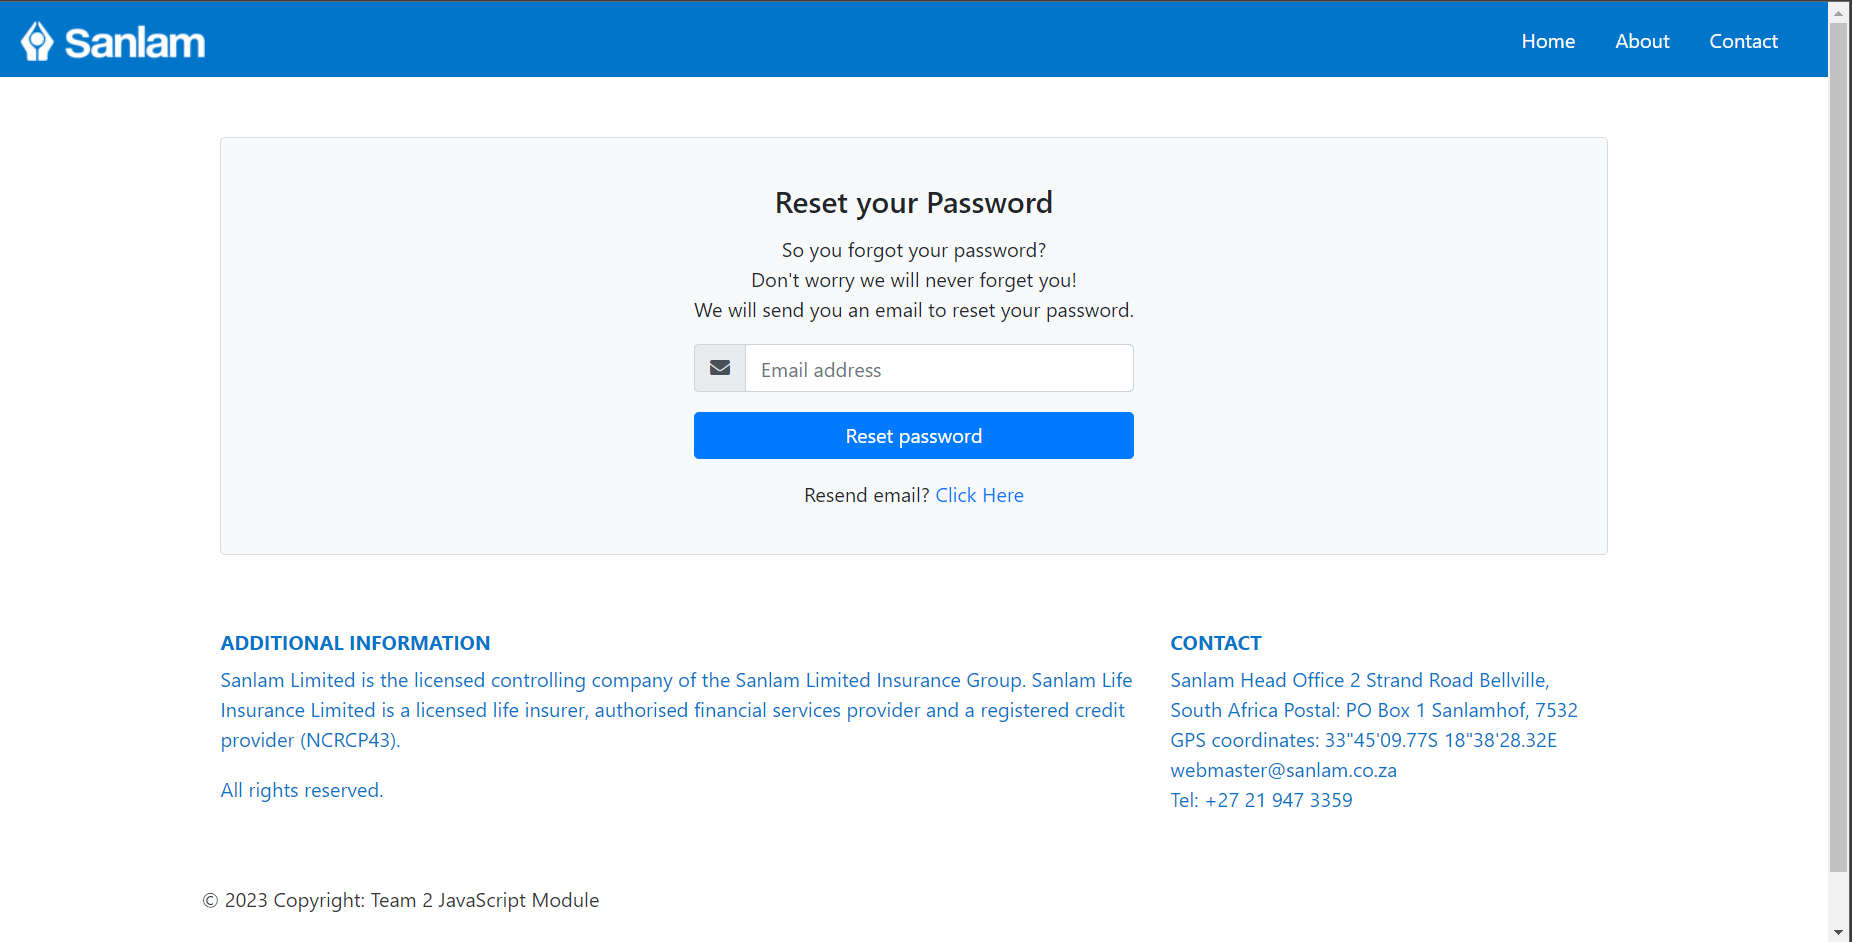 Sanlam
Home About Contact
Reset your Password
So you forgot your password?
Don't worry we will never forget you!
We will send you an email to reset your password.
Email address
Reset password
Resend email? Click Here
ADDITIONAL INFORMATION
Sanlam Limited is the licensed controlling company of the Sanlam Limited Insurance Group. Sanlam Life
Insurance Limited is a licensed life insurer, authorised financial services provider and a registered credit
provider (NCRCP43).
All rights reserved.
CONTACT
Sanlam Head Office 2 Strand Road Bellville,
South Africa Postal: PO Box 1 Sanlamhof, 7532
GPS coordinates: 33"45'09.77S 18"38'28.32E
webmaster@sanlam.co.za
Tel: +27 21 947 3359
© 2023 Copyright: Team 2 JavaScript Module